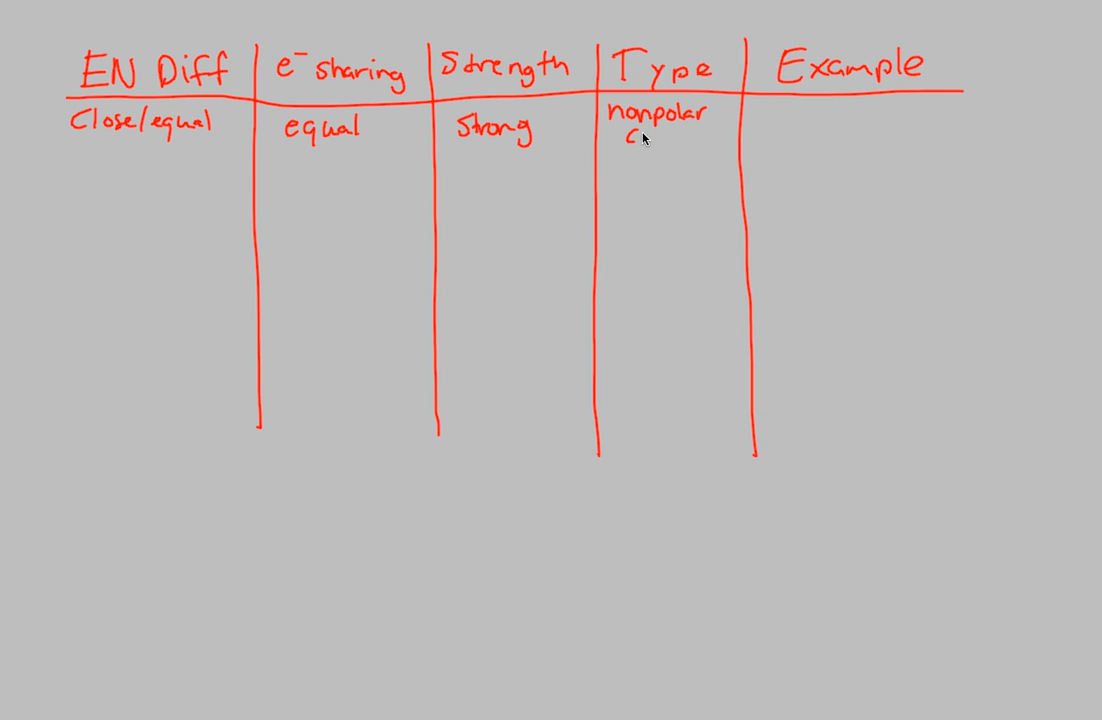 EN Diff e⁻ sharing Strength Type Example
Close/equal equal Strong nonpolar
C